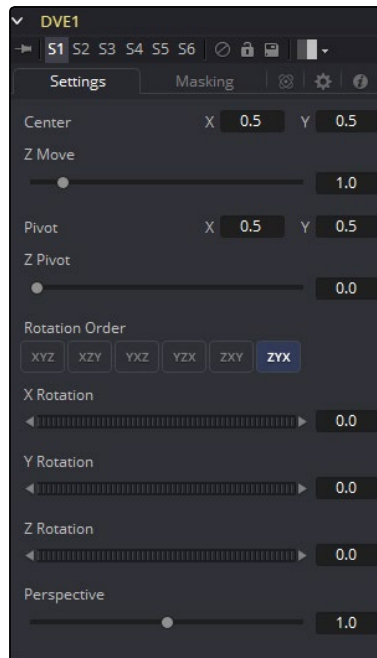 DVE1
S1 S2 S3 S4 S5 S6
Settings Masking
Center X 0.5 Y 0.5
Z Move
1.0
Pivot X 0.5 Y 0.5
Z Pivot
0.0
Rotation Order
XYZ XZY YXZ YZX ZXY ZYX
X Rotation
0.0
Y Rotation
0.0
Z Rotation
0.0
Perspective
1.0